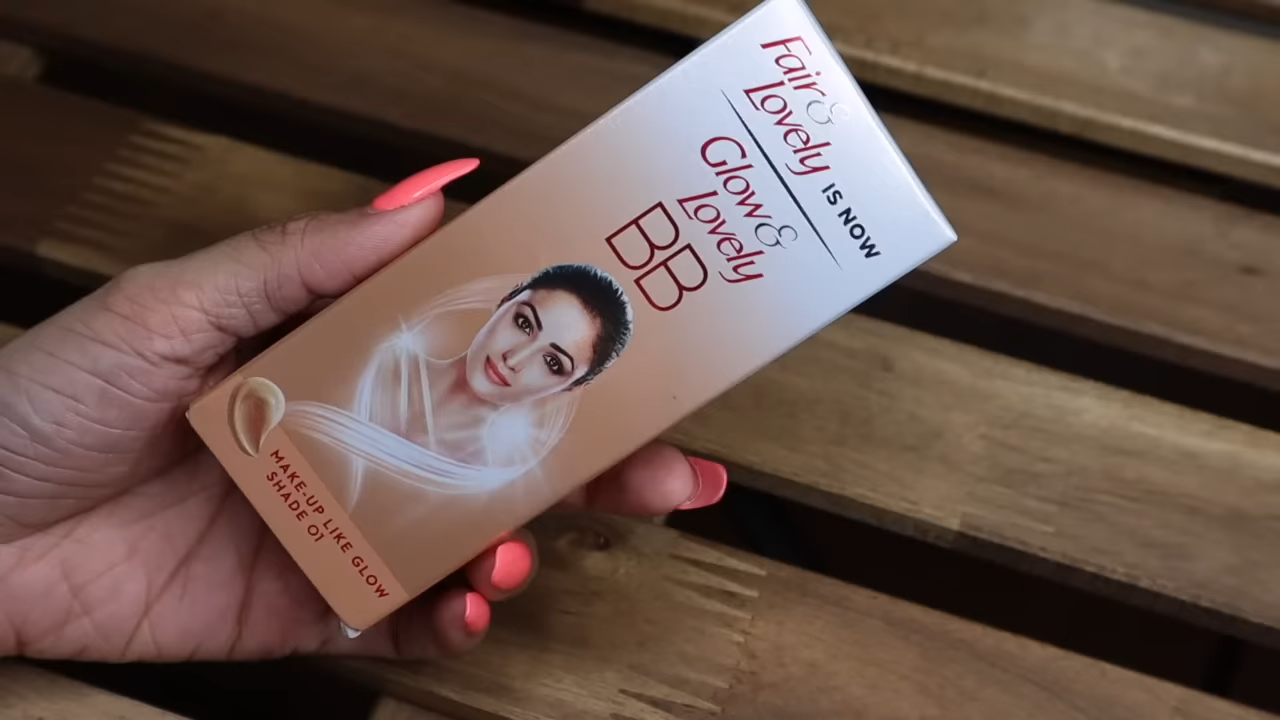 Fair &
Lovely IS NOW
Glow &
Lovely
BB
MAKE-UP LIKE GLOW
SHADE 01